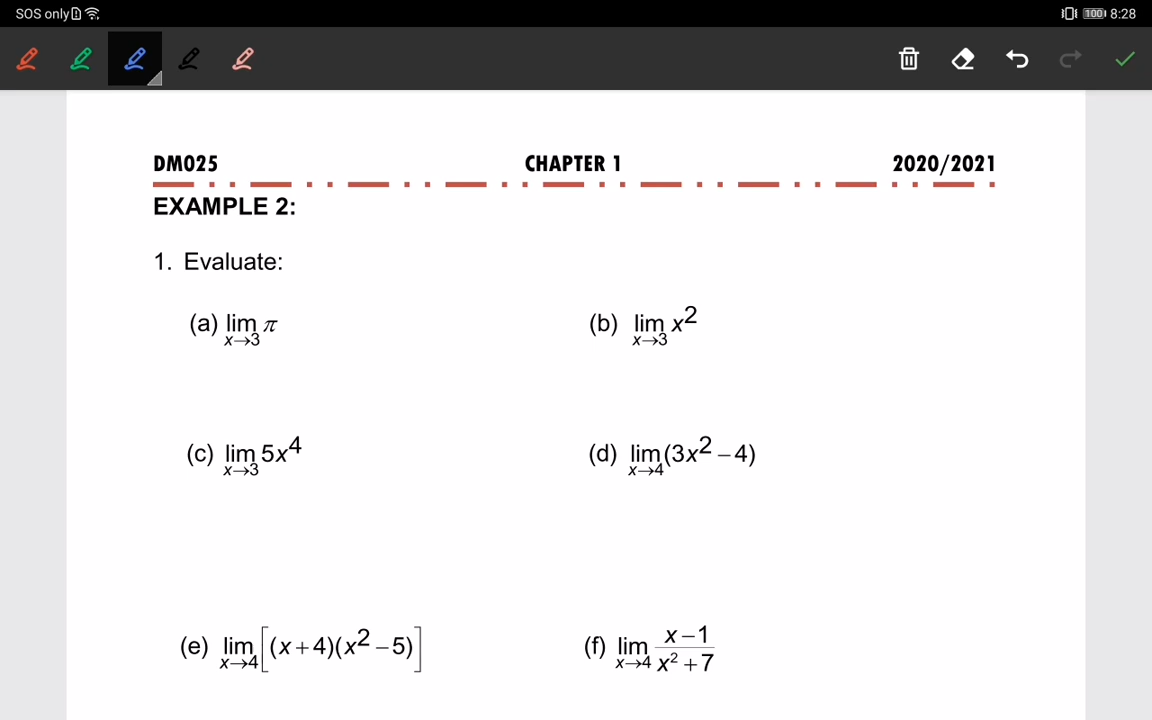 SOS only 100 8:28
DM025 CHAPTER 1 2020/2021
EXAMPLE 2:
1. Evaluate:
(a) lim x→3 π (b) lim x→3 x²
(c) lim x→3 5x⁴ (d) lim x→4 (3x² – 4)
(e) lim x→4 [(x + 4)(x² – 5)] (f) lim x→4 (x – 1)/(x² + 7)